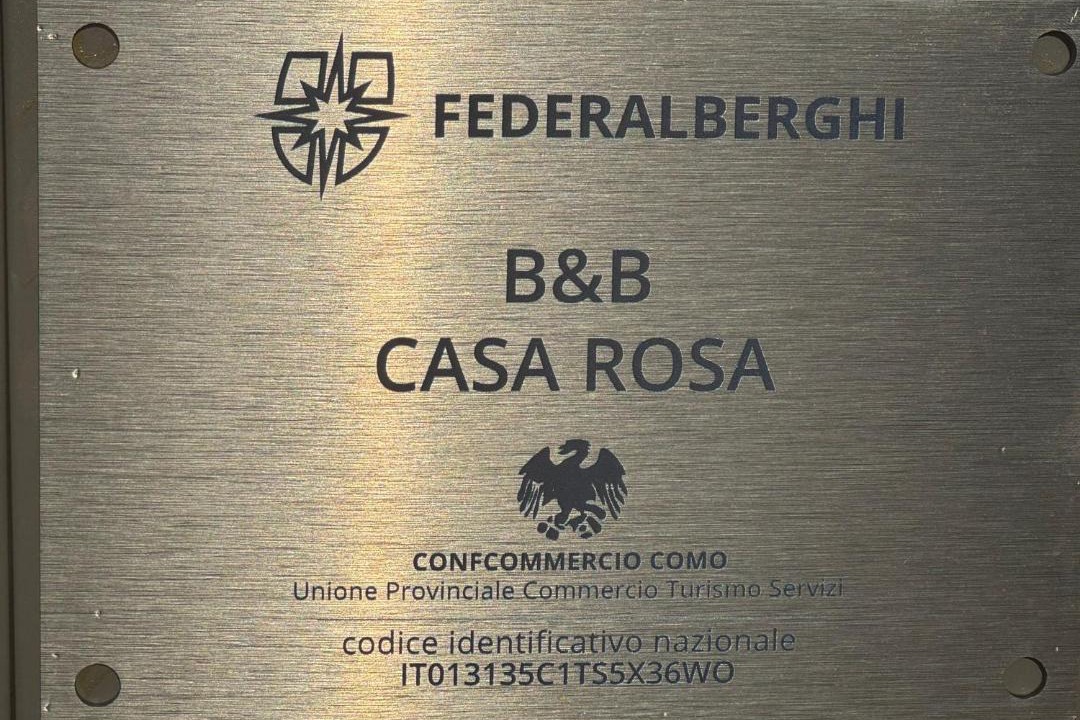 FEDERALBERGHI
B&B
CASA ROSA
CONFCOMMERCIO COMO
Unione Provinciale Commercio Turismo Servizi
codice identificativo nazionale
IT013135C1TS5X36WO